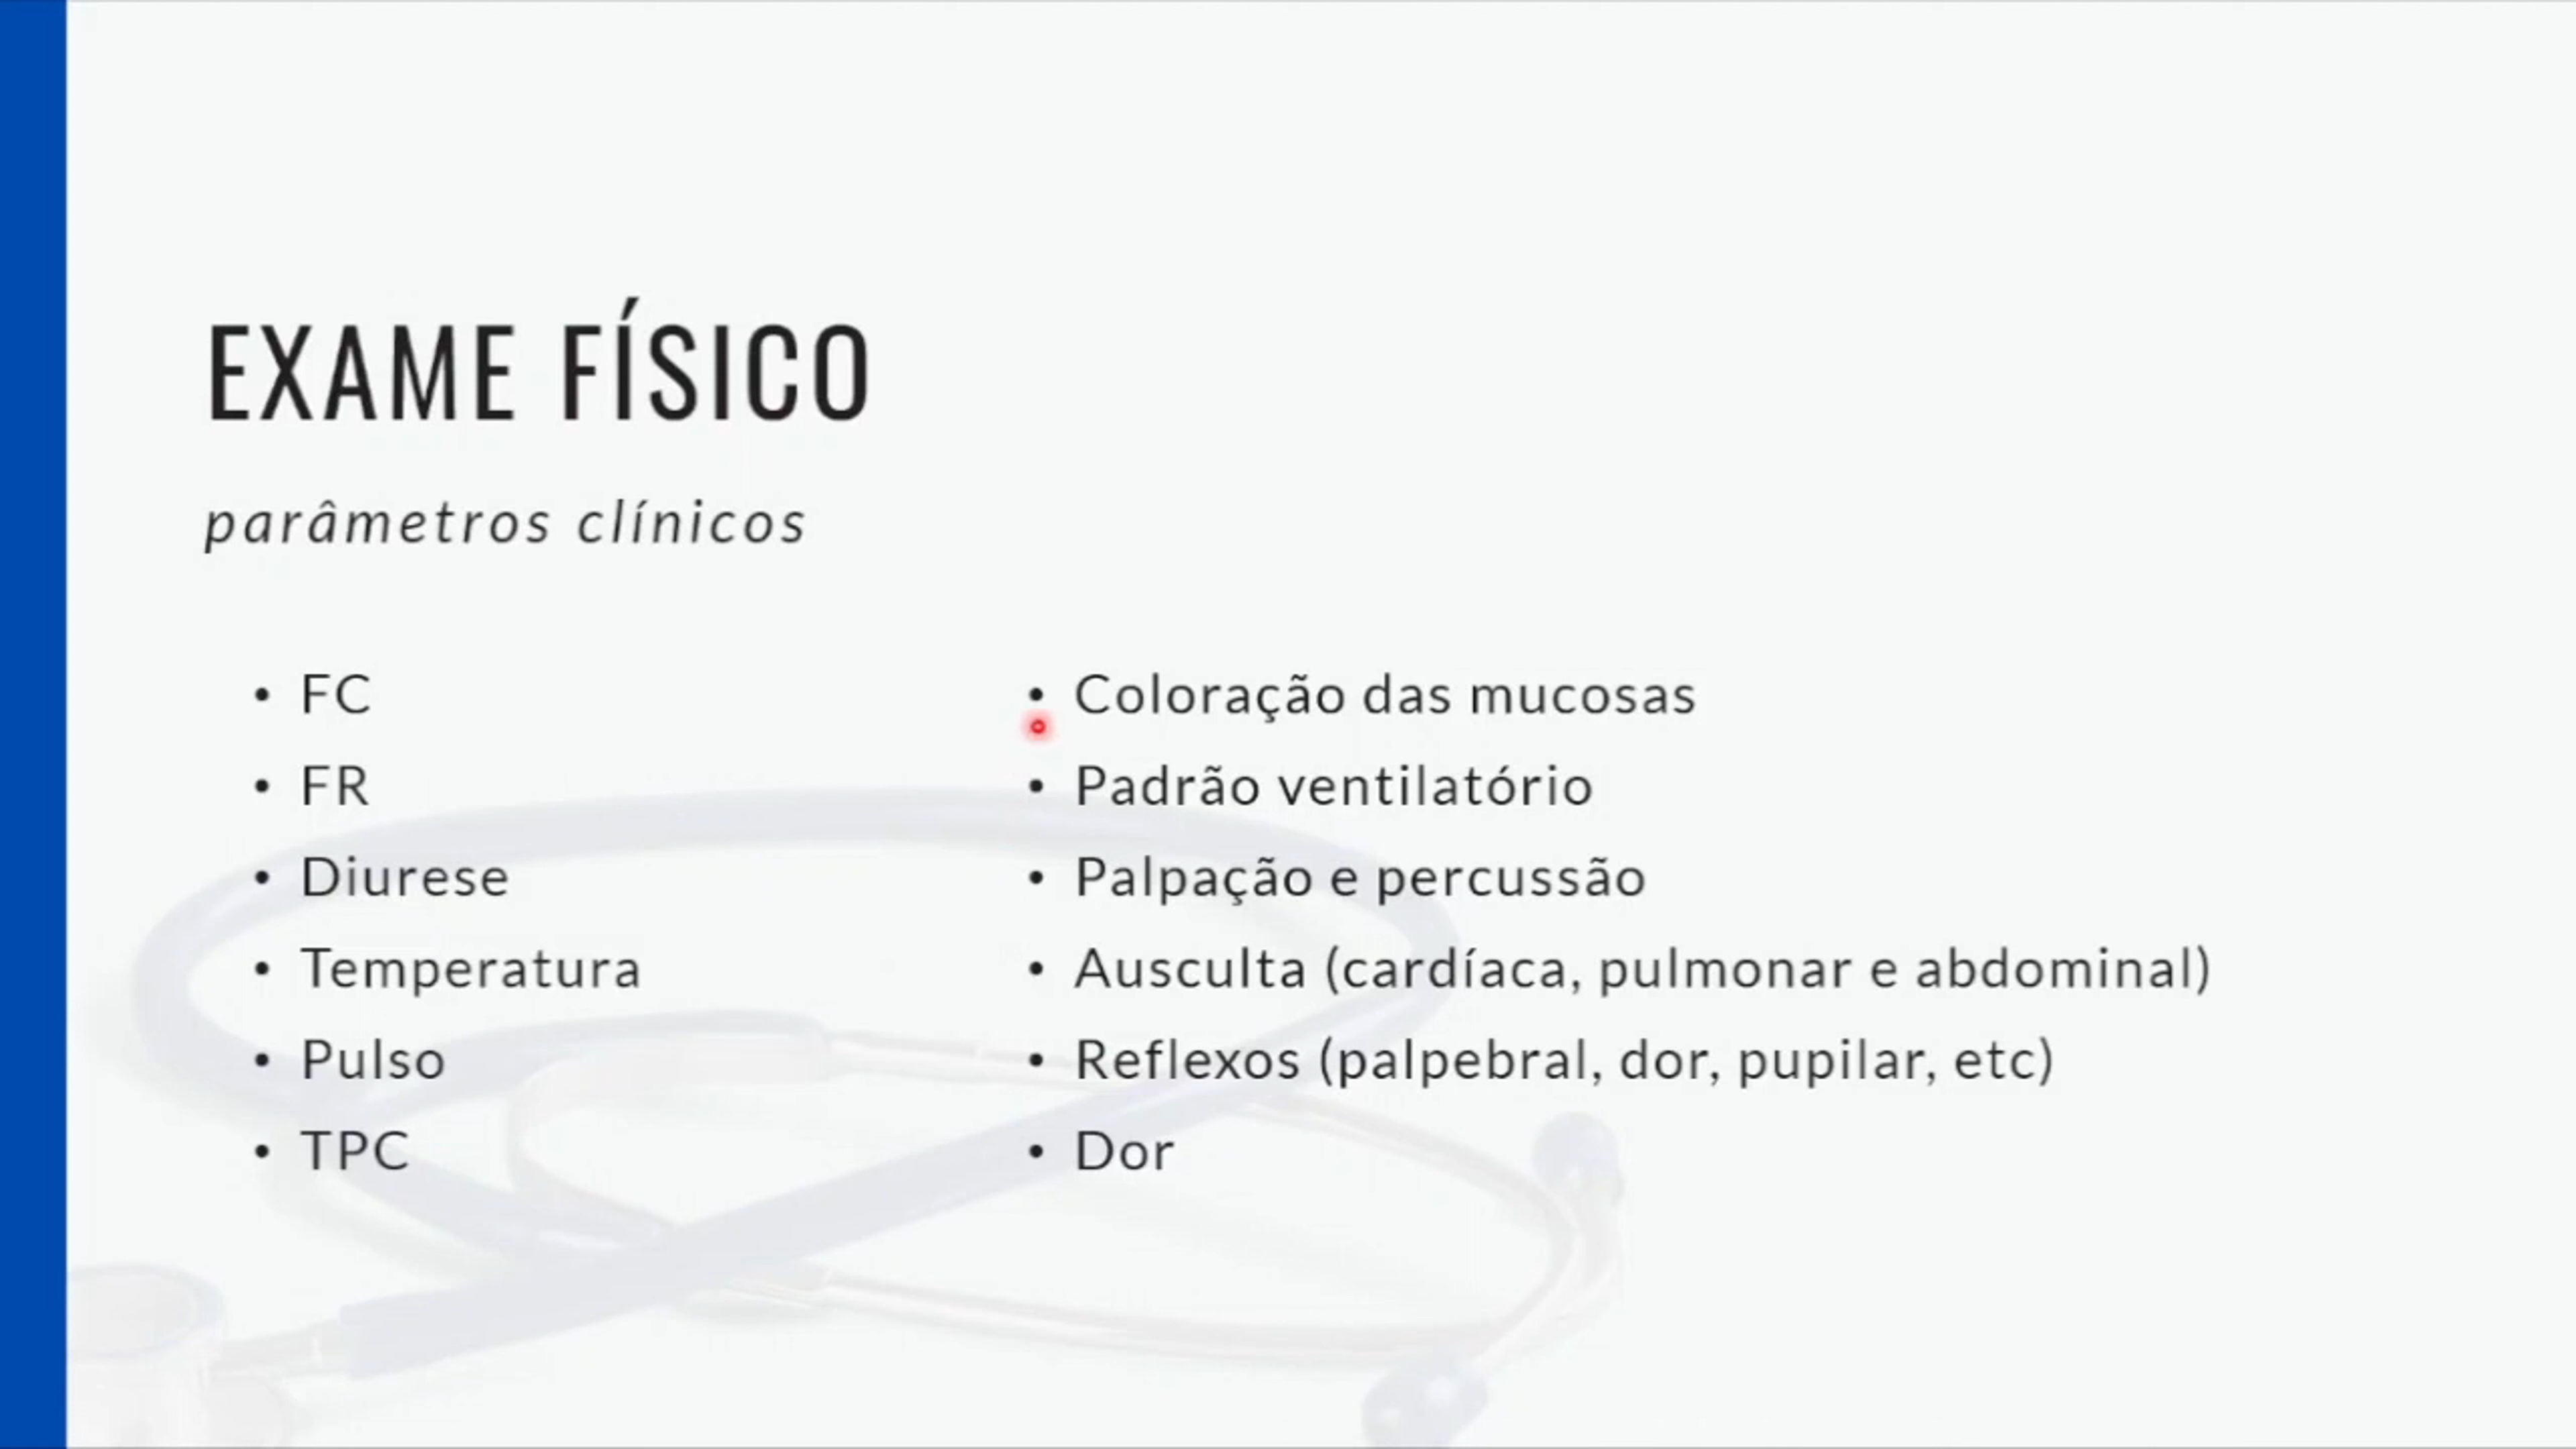 EXAME FÍSICO
parâmetros clínicos
• FC
• FR
• Diurese
• Temperatura
• Pulso
• TPC
• Coloração das mucosas
• Padrão ventilatório
• Palpação e percussão
• Ausculta (cardíaca, pulmonar e abdominal)
• Reflexos (palpebral, dor, pupilar, etc)
• Dor